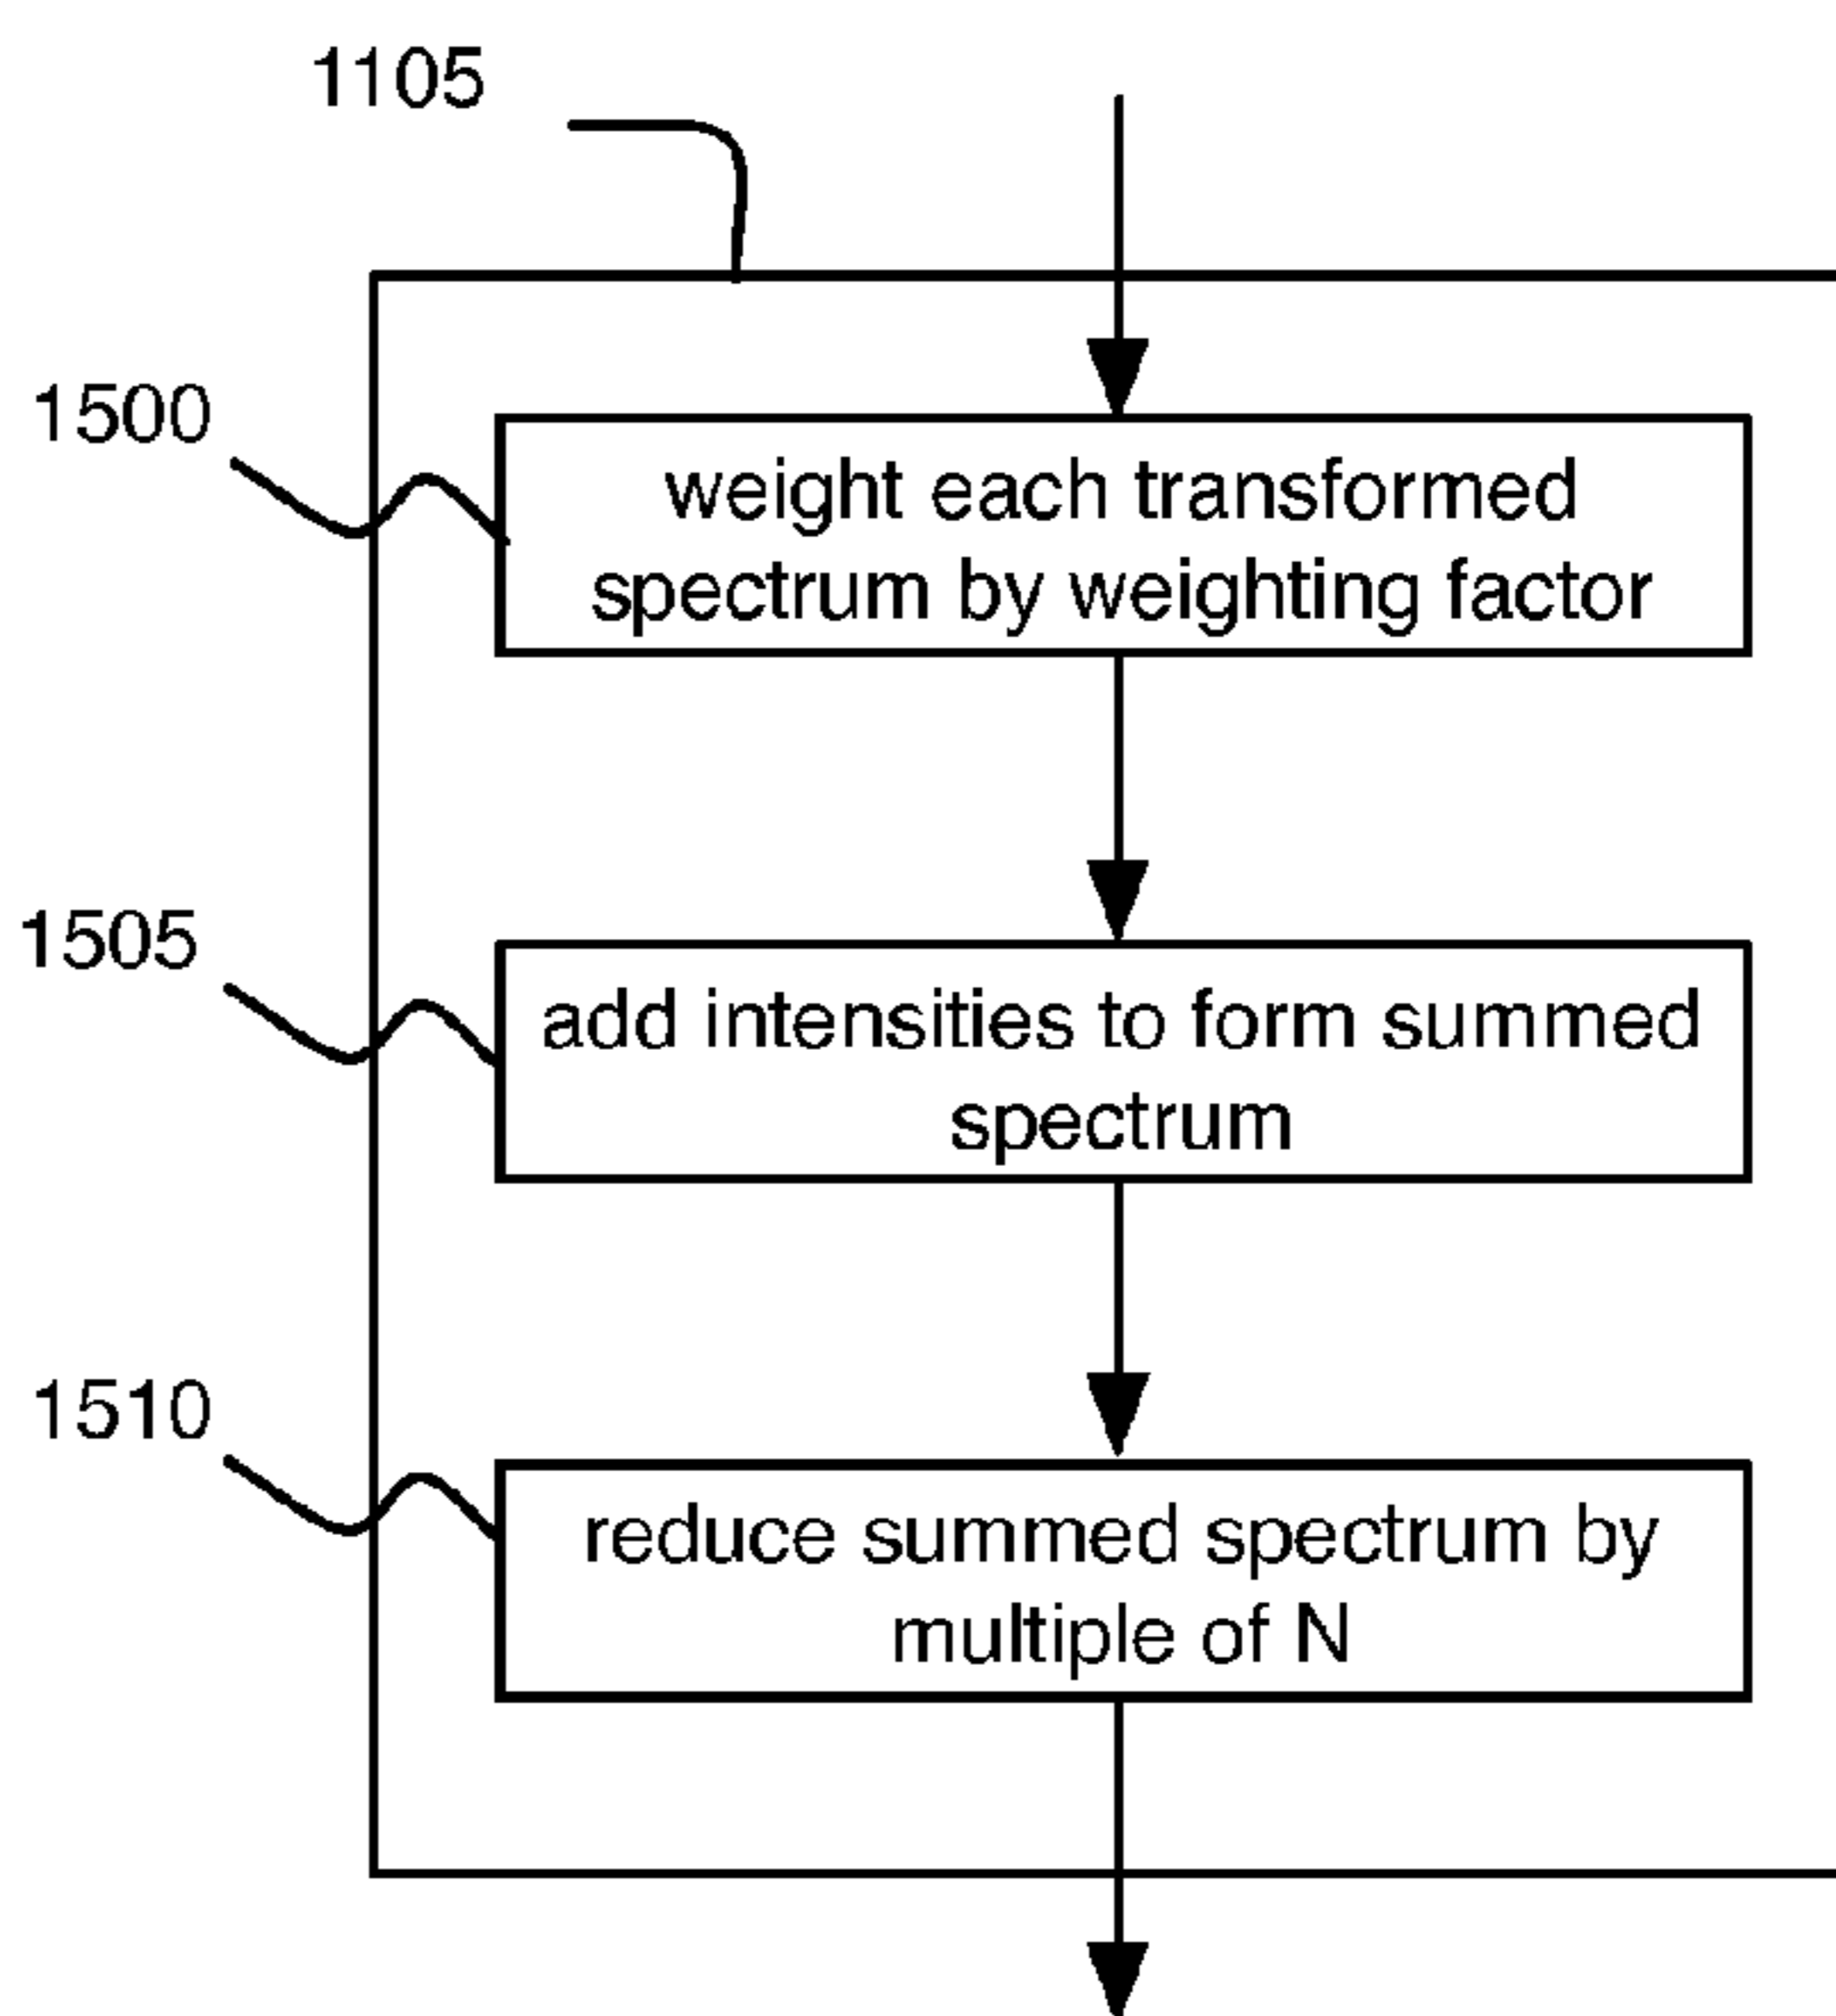 1105
1500
weight each transformed
spectrum by weighting factor
1505
add intensities to form summed
spectrum
1510
reduce summed spectrum by
multiple of N